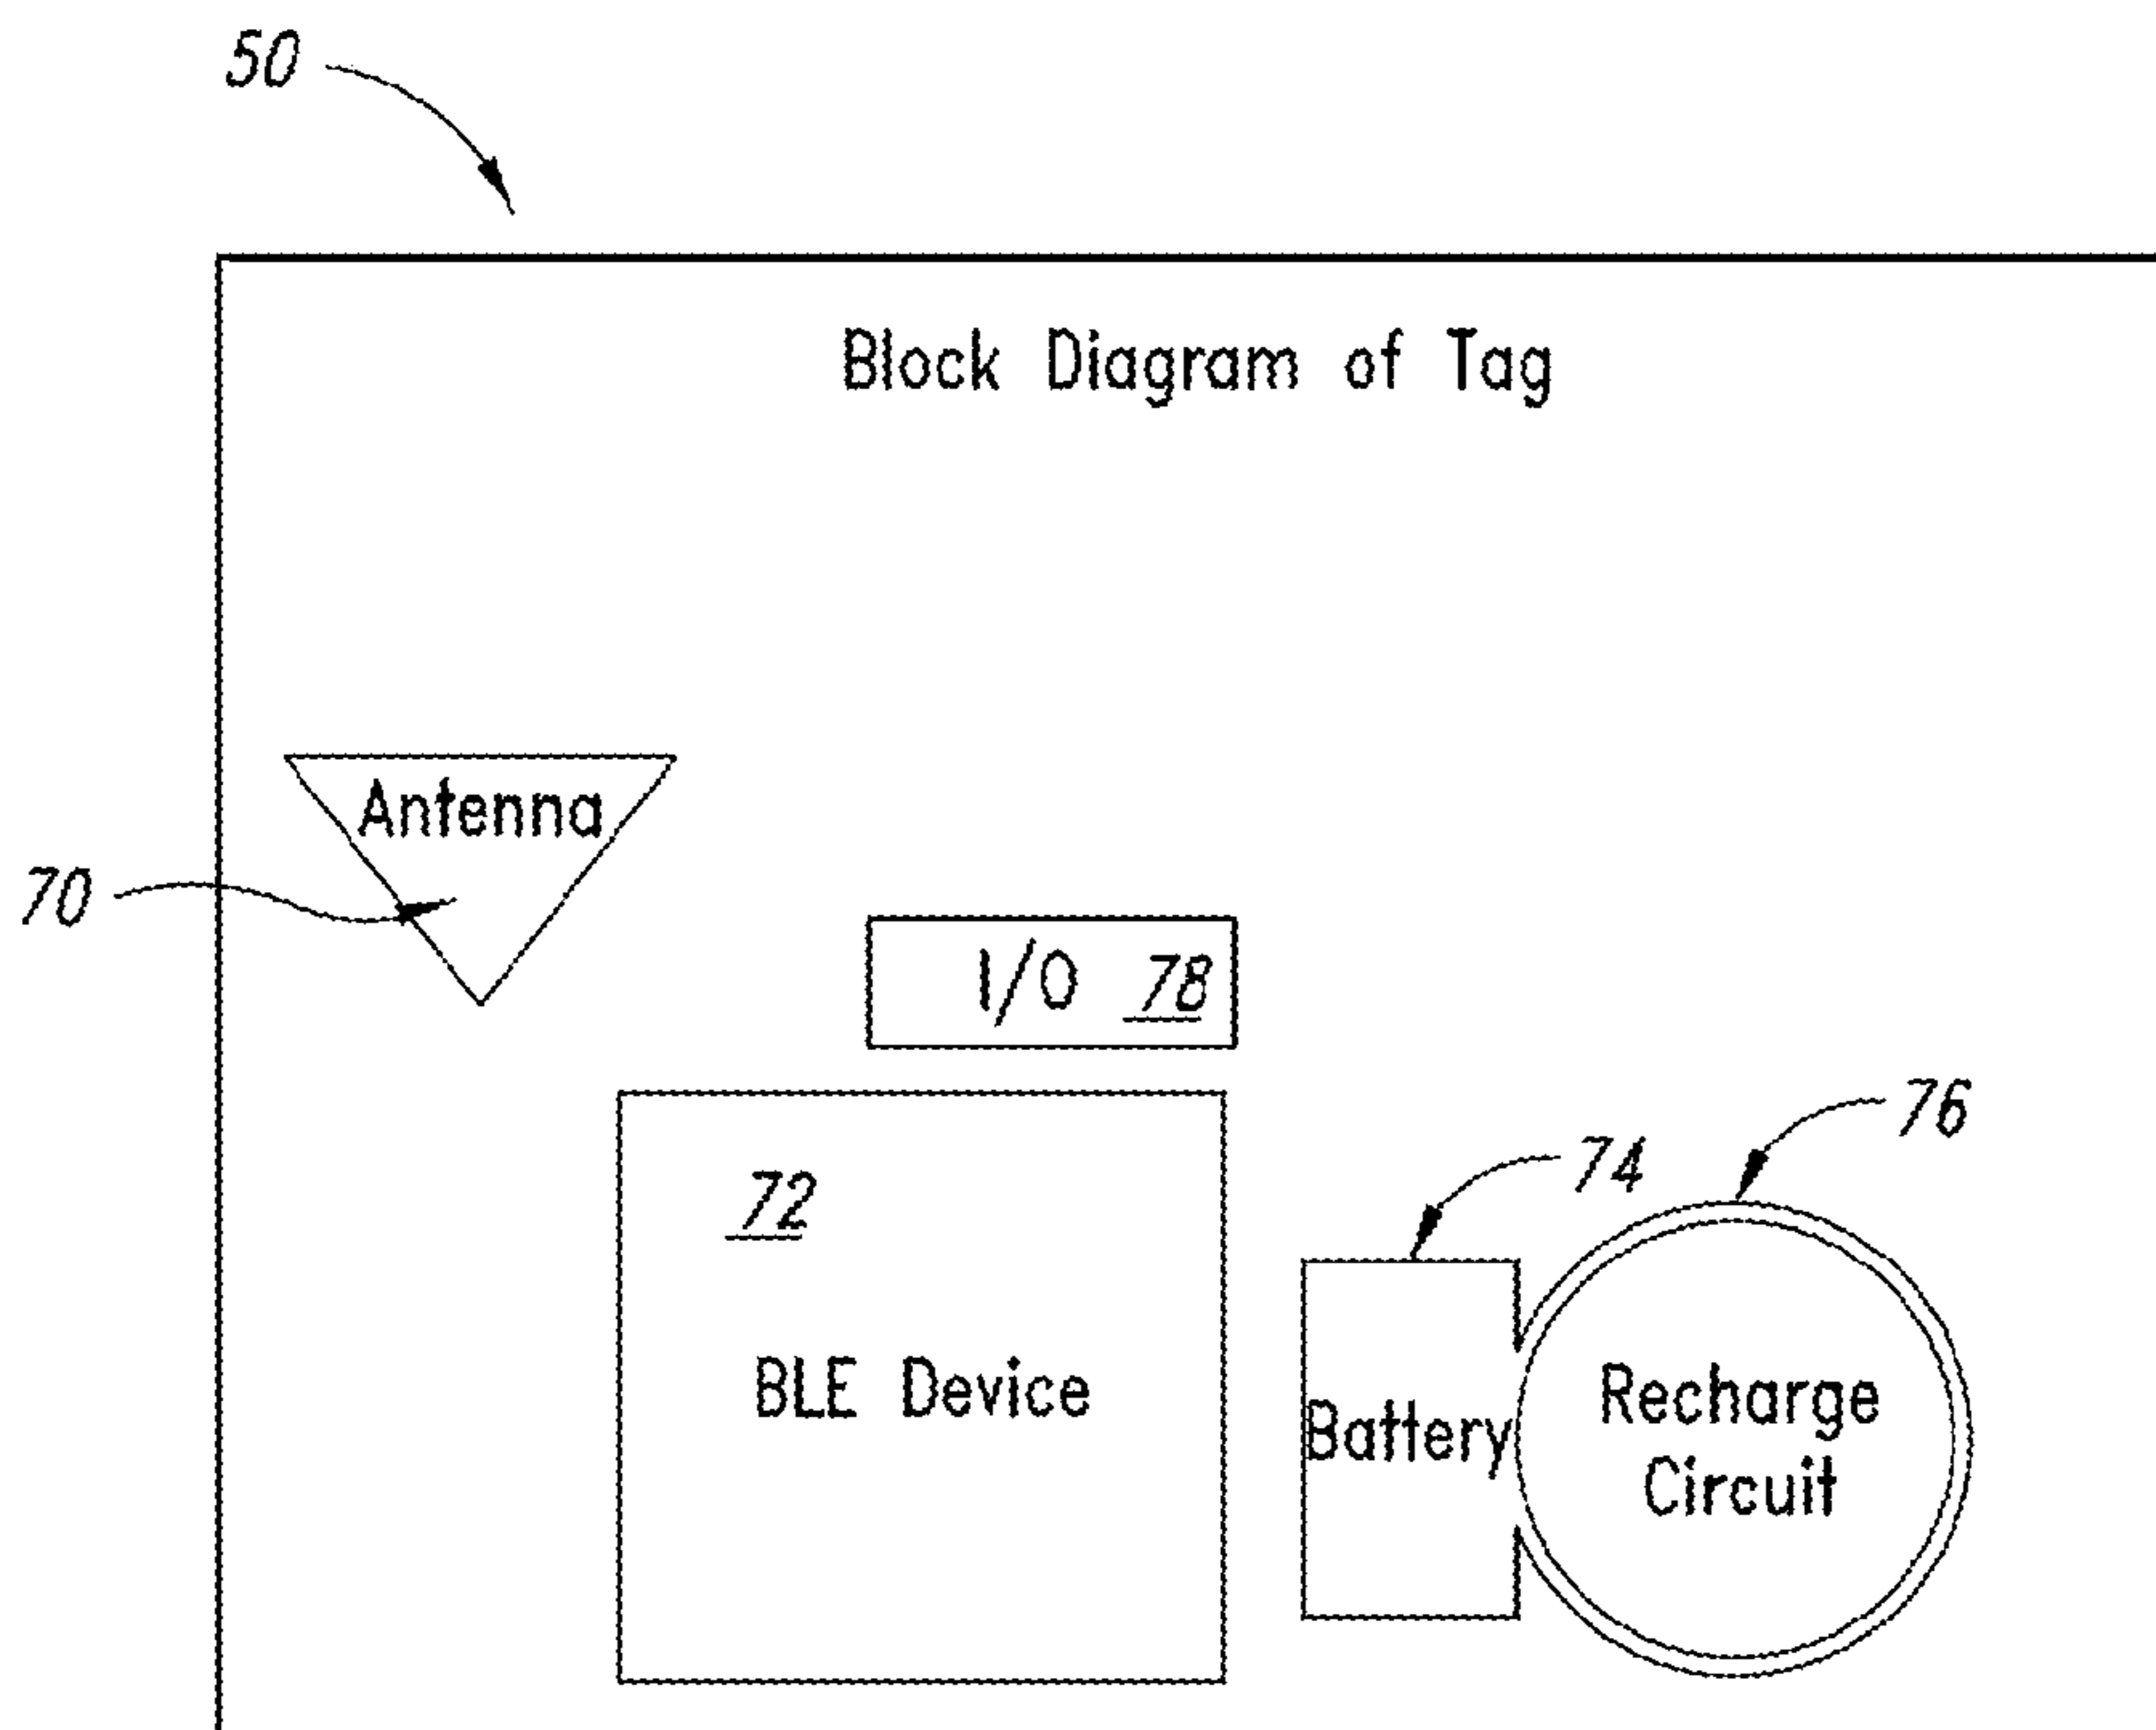 50
Block Diagram of Tag
Antenna
70
I/O 78
76
74
72
BLE Device
Battery
Recharge
Circuit